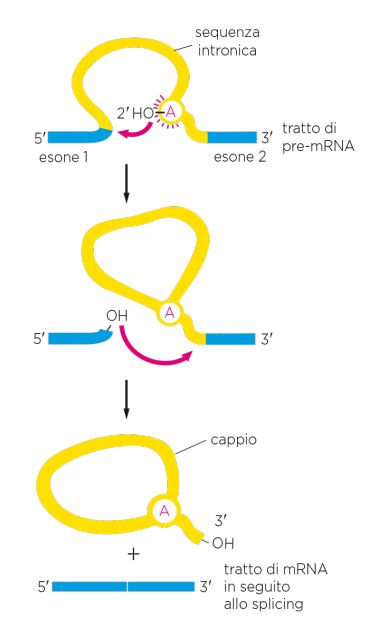 sequenza
intronica
2' HO
A
5'
3'
tratto di
pre-mRNA
esone 1
esone 2
OH
A
5'
3'
cappio
A
3'
OH
+
5'
3'
tratto di mRNA
in seguito
allo splicing